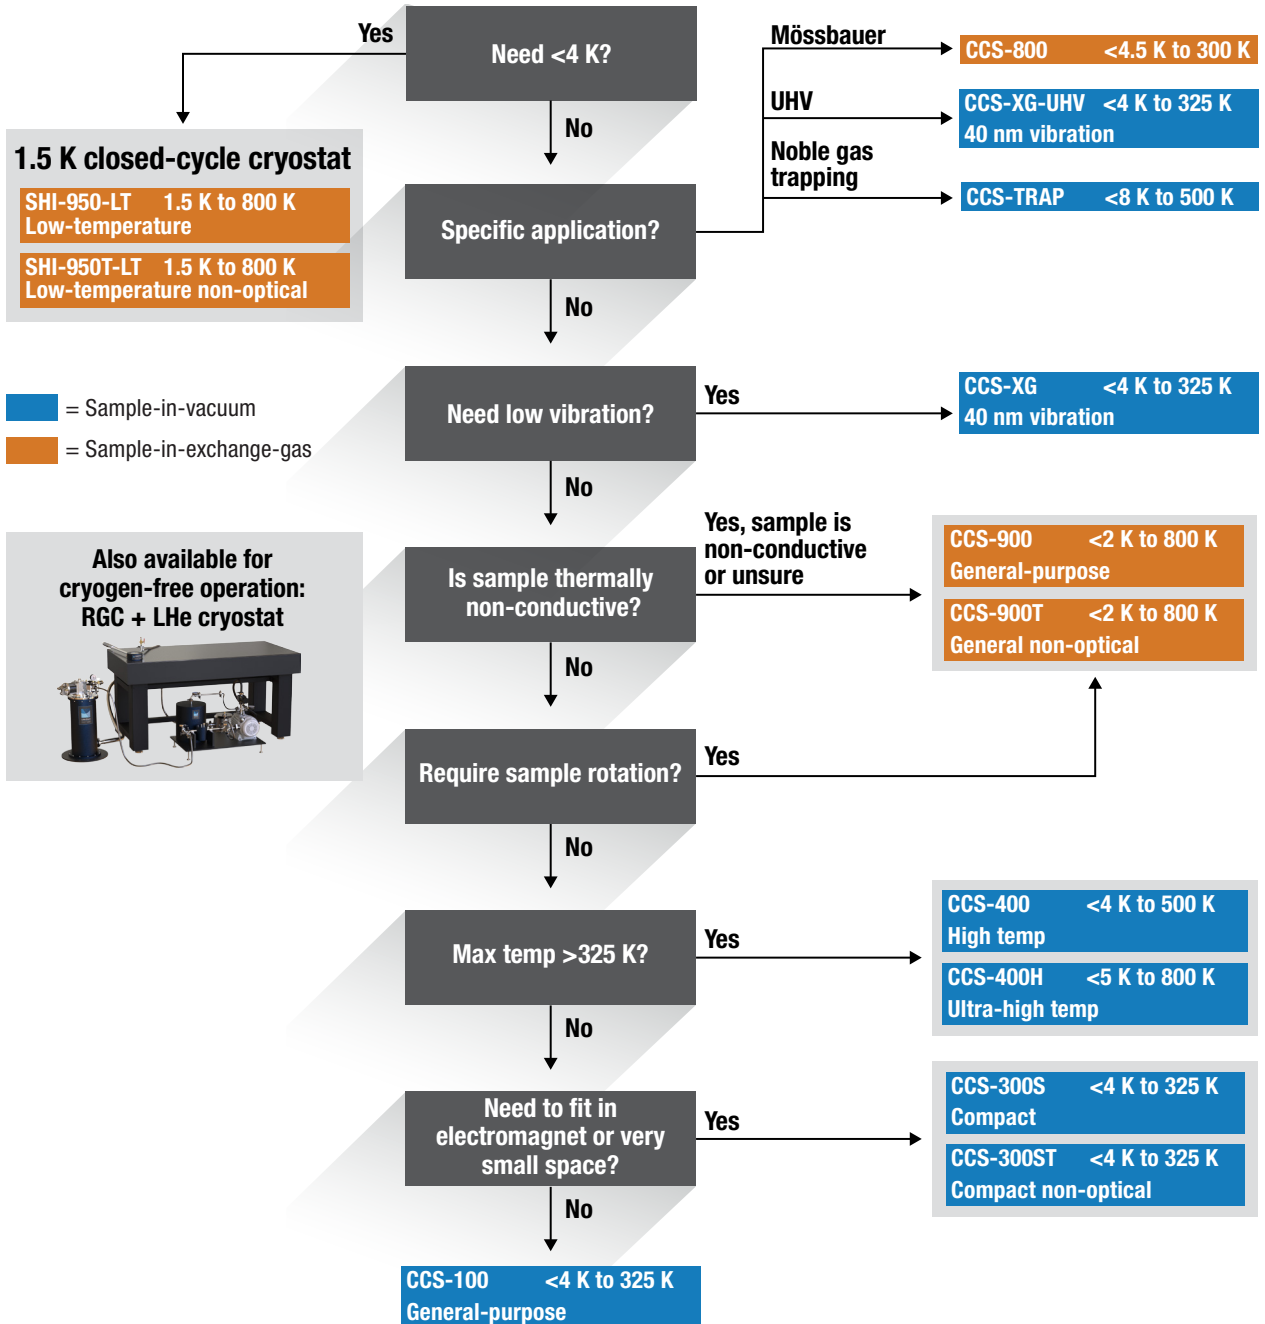 Yes
Need <4 K?
No
1.5 K closed-cycle cryostat
SHI-950-LT 1.5 K to 800 K
Low-temperature
SHI-950T-LT 1.5 K to 800 K
Low-temperature non-optical
Specific application?
Mössbauer
CCS-800 <4.5 K to 300 K
UHV
CCS-XG-UHV <4 K to 325 K
40 nm vibration
Noble gas
trapping
CCS-TRAP <8 K to 500 K
No
= Sample-in-vacuum
= Sample-in-exchange-gas
Need low vibration?
Yes
CCS-XG <4 K to 325 K
40 nm vibration
No
Also available for
cryogen-free operation:
RGC + LHe cryostat
Is sample thermally
non-conductive?
Yes, sample is
non-conductive
or unsure
CCS-900 <2 K to 800 K
General-purpose
CCS-900T <2 K to 800 K
General non-optical
No
Require sample rotation?
Yes
No
Max temp >325 K?
Yes
CCS-400 <4 K to 500 K
High temp
CCS-400H <5 K to 800 K
Ultra-high temp
No
Need to fit in
electromagnet or very
small space?
Yes
CCS-300S <4 K to 325 K
Compact
CCS-300ST <4 K to 325 K
Compact non-optical
No
CCS-100 <4 K to 325 K
General-purpose